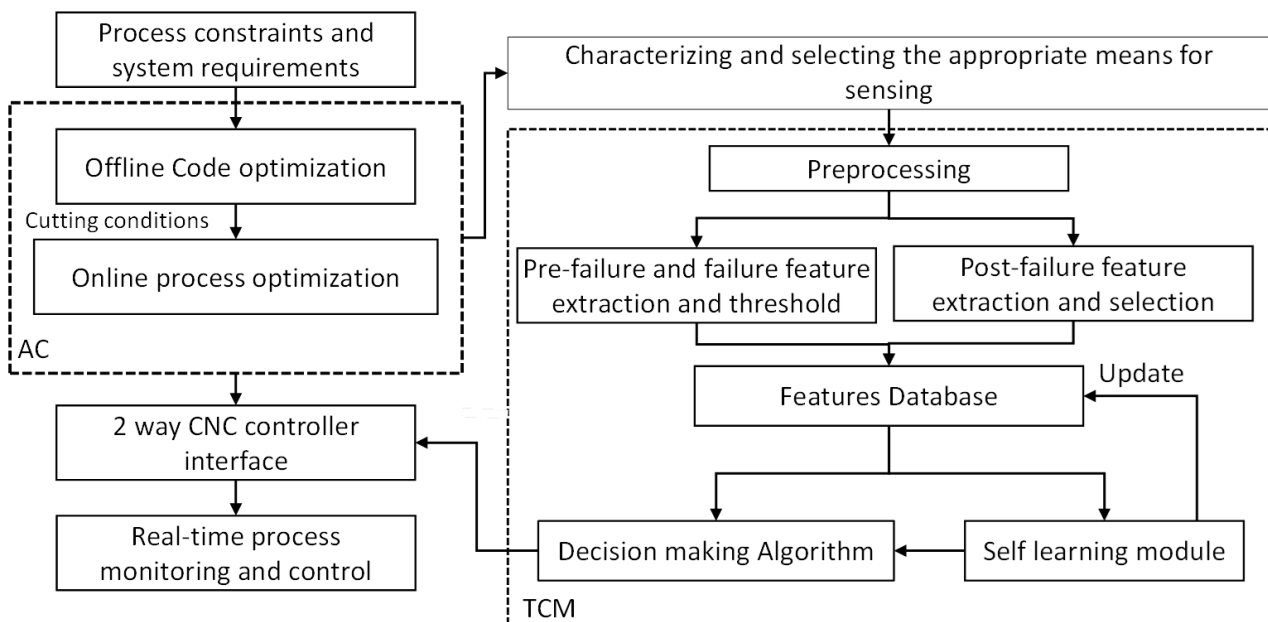 Process constraints and
system requirements
Offline Code optimization
Cutting conditions
Online process optimization
AC
2 way CNC controller
interface
Real-time process
monitoring and control
Characterizing and selecting the appropriate means for
sensing
Preprocessing
Pre-failure and failure feature
extraction and threshold
Post-failure feature
extraction and selection
Features Database
Update
Decision making Algorithm
Self learning module
TCM